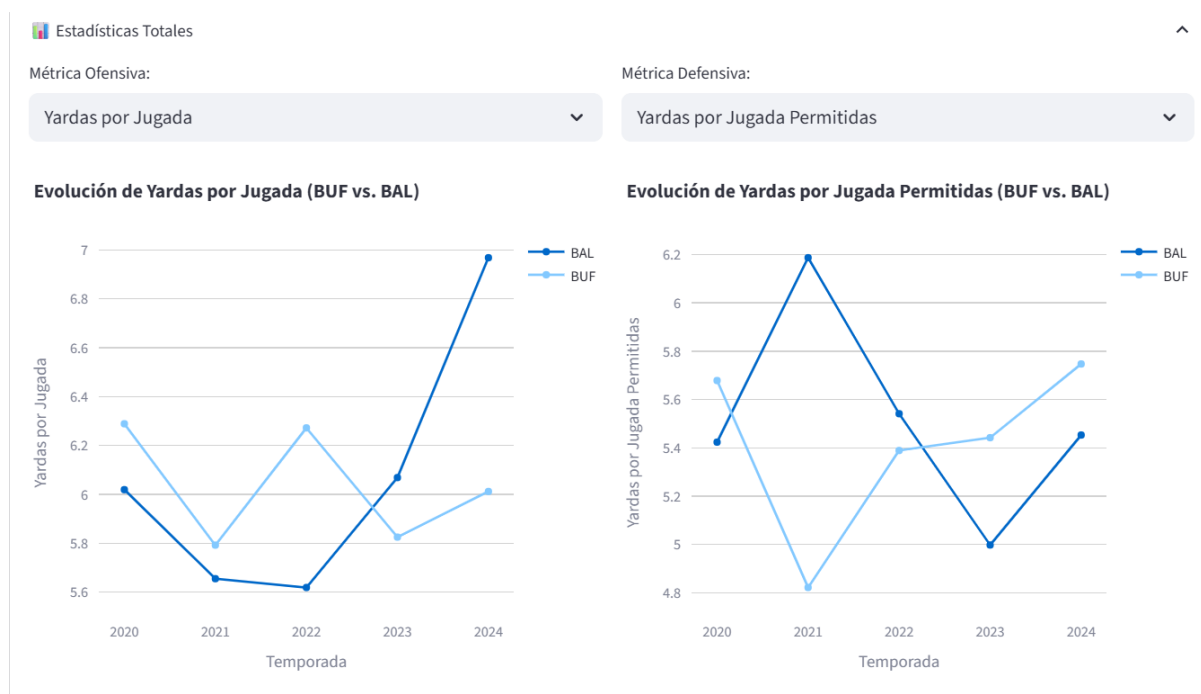 📊 Estadísticas Totales
Métrica Ofensiva:
Yardas por Jugada
Métrica Defensiva:
Yardas por Jugada Permitidas
Evolución de Yardas por Jugada (BUF vs. BAL)
7
6.8
6.6
6.4
6.2
6
5.8
5.6
Yardas por Jugada
2020 2021 2022 2023 2024
Temporada
BAL
BUF
Evolución de Yardas por Jugada Permitidas (BUF vs. BAL)
6.2
6
5.8
5.6
5.4
5.2
5
4.8
Yardas por Jugada Permitidas
2020 2021 2022 2023 2024
Temporada
BAL
BUF